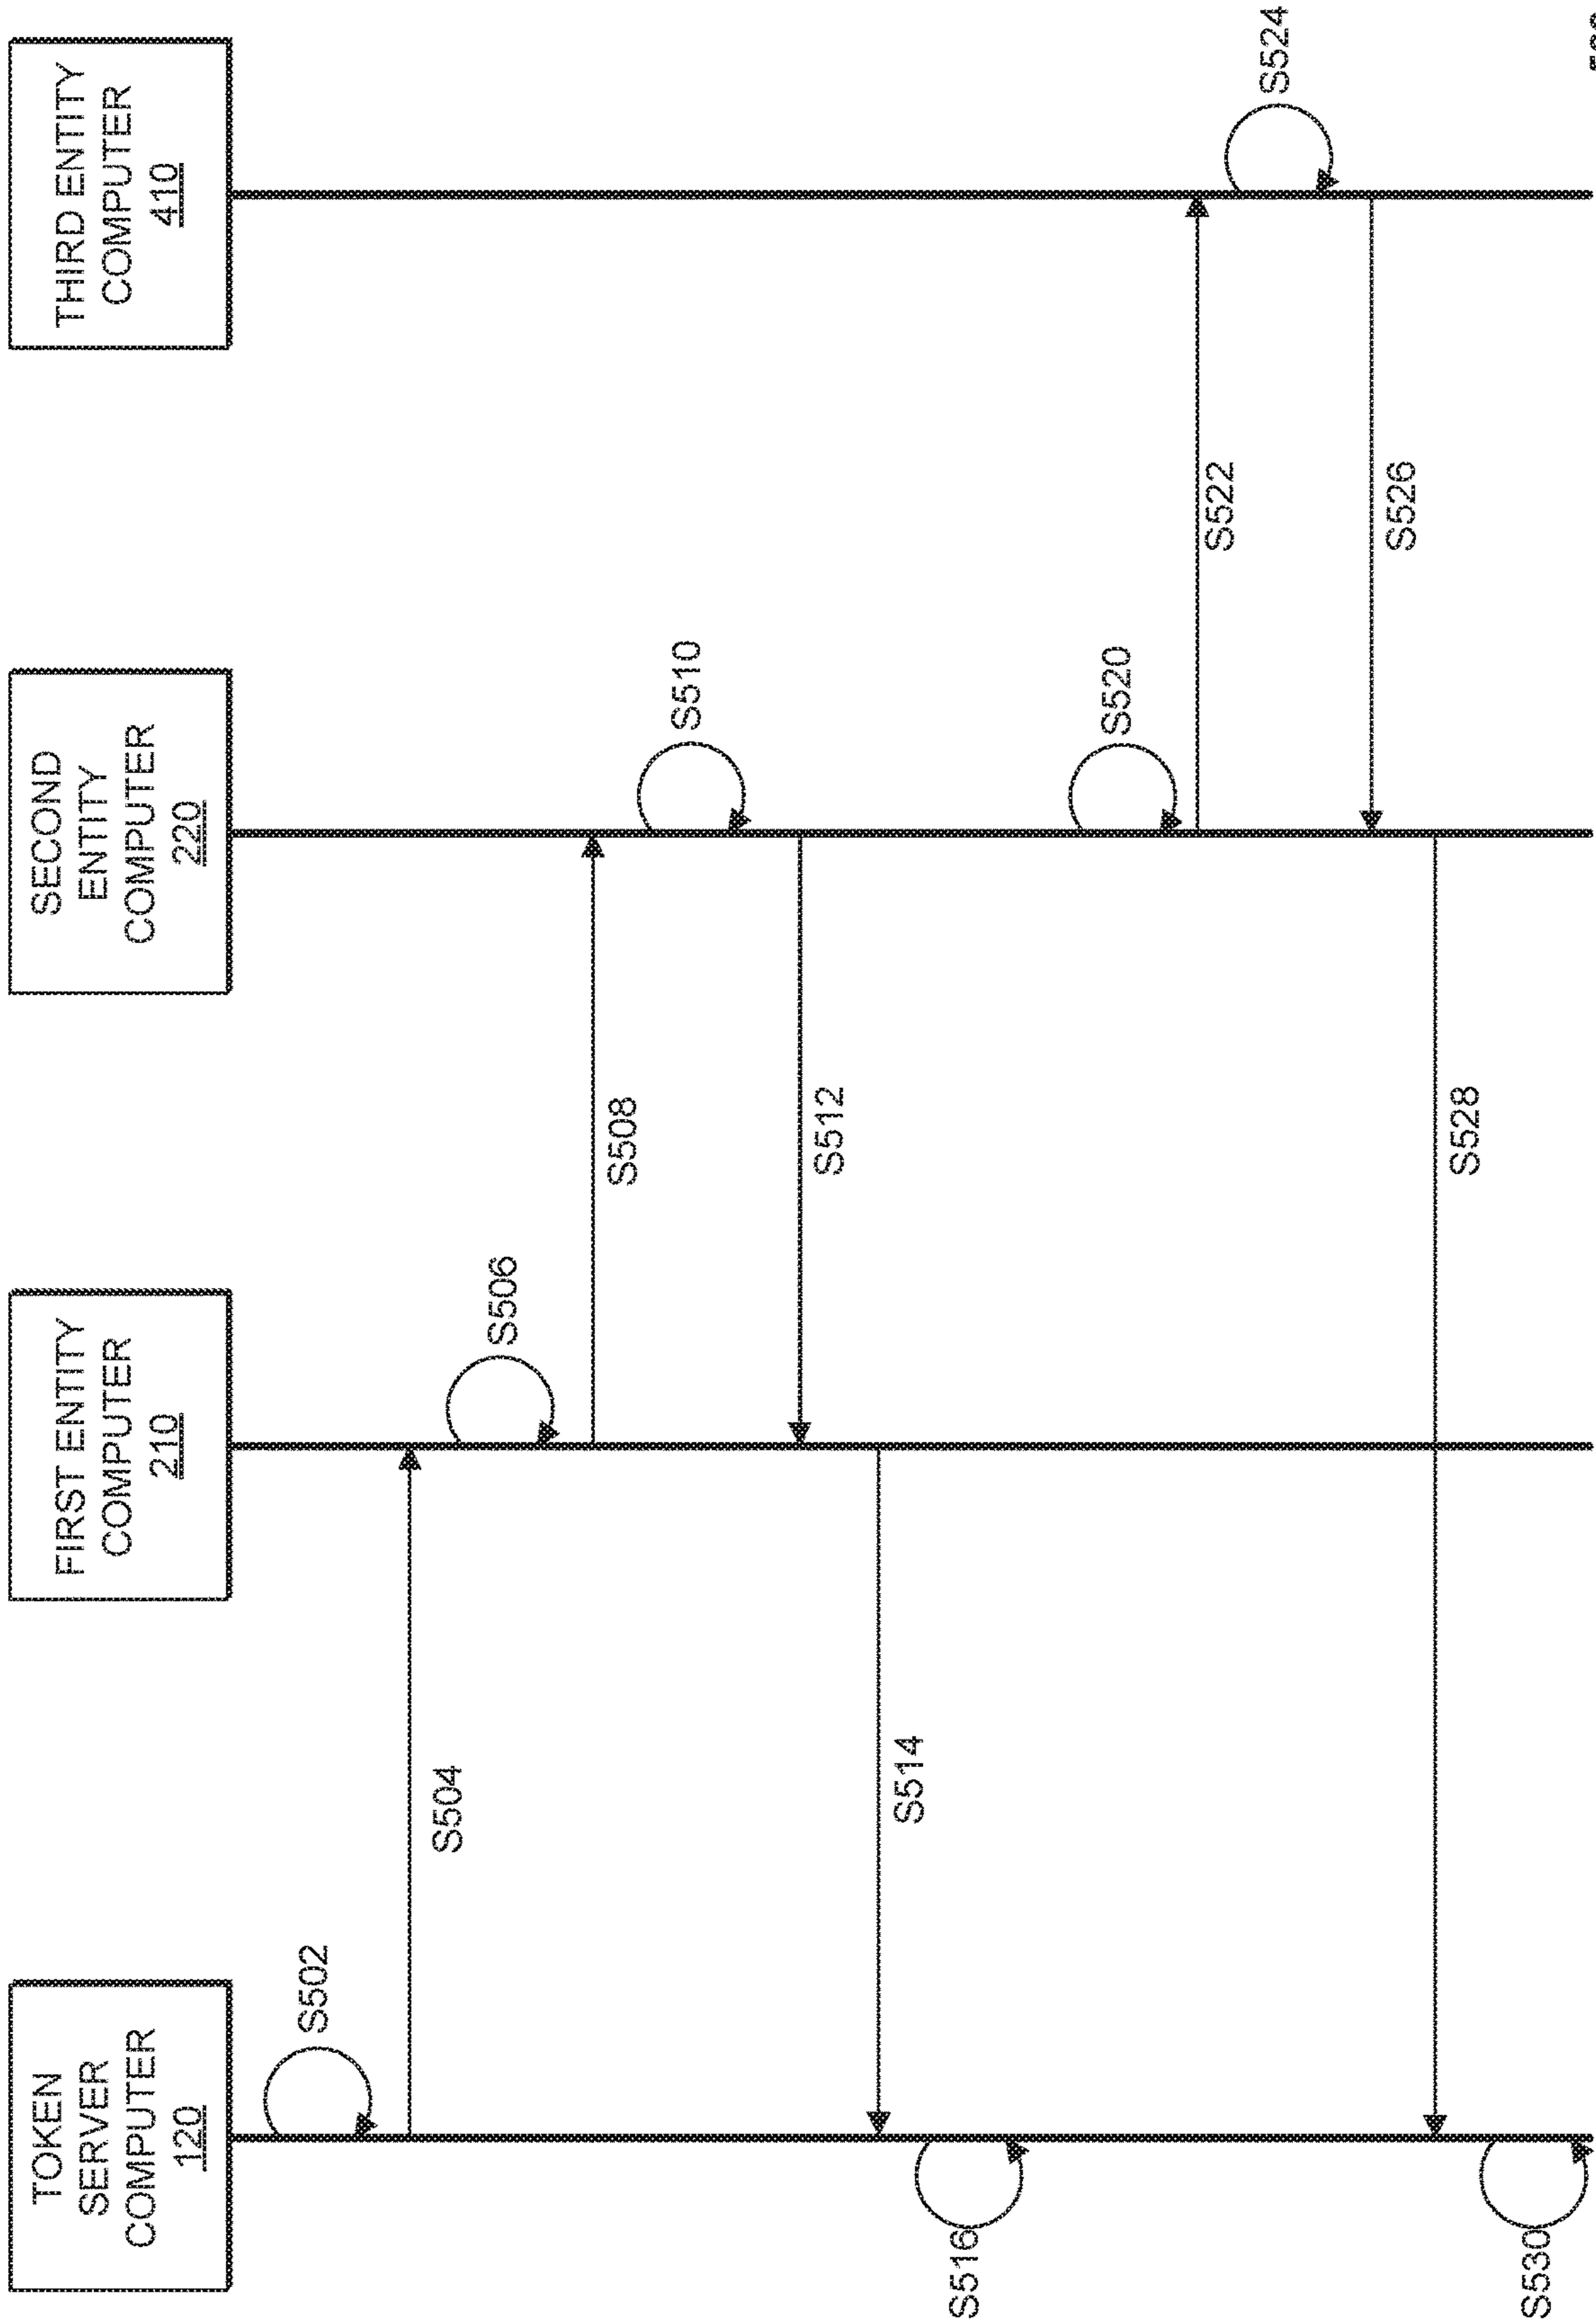 TOKEN
SERVER
COMPUTER
120
FIRST ENTITY
COMPUTER
210
SECOND
ENTITY
COMPUTER
220
THIRD ENTITY
COMPUTER
410
S502
S504
S506
S508
S510
S512
S514
S516
S520
S522
S524
S526
S528
S530